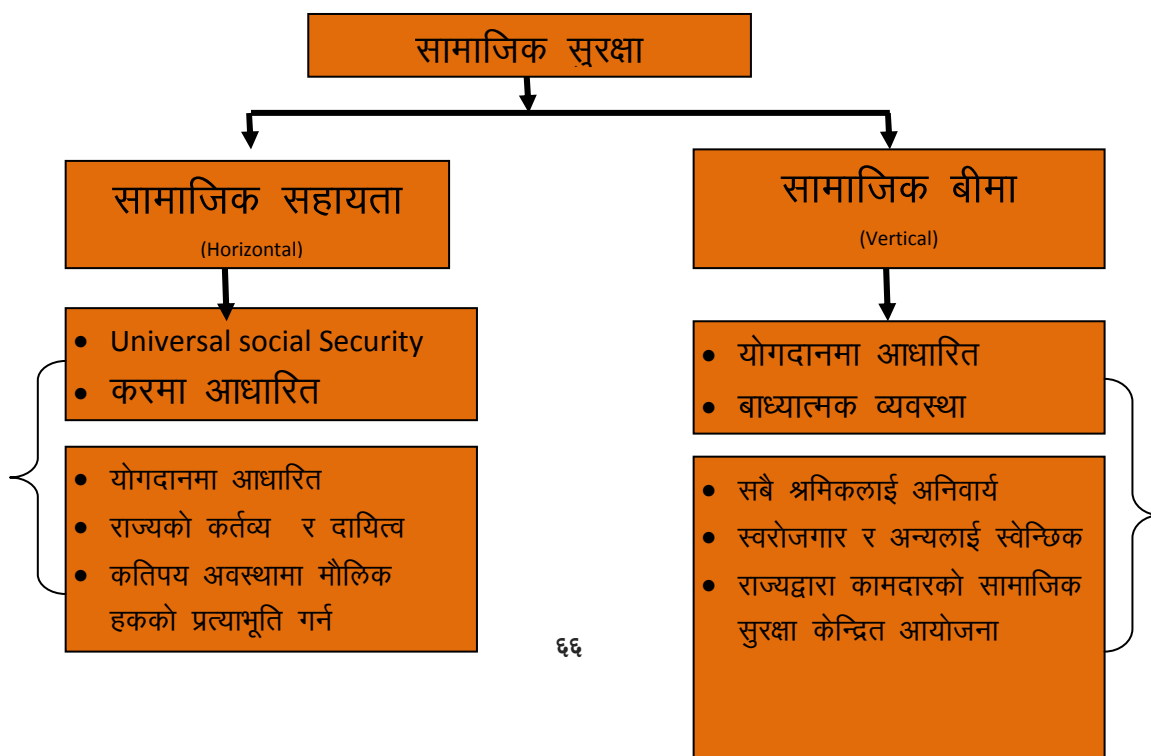 सामाजिक सुरक्षा
सामाजिक सहायता
(Horizontal)
• Universal social Security
• करमा आधारित
• योगदानमा आधारित
• राज्यको कर्तव्य र दायित्व
• कतिपय अवस्थामा मौलिक
हकको प्रत्याभूति गर्न
सामाजिक बीमा
(Vertical)
• योगदानमा आधारित
• बाध्यात्मक व्यवस्था
• सबै श्रमिकलाई अनिवार्य
• स्वरोजगार र अन्यलाई स्वेन्छिक
• राज्यद्वारा कामदारको सामाजिक
सुरक्षा केन्द्रित आयोजना
६६